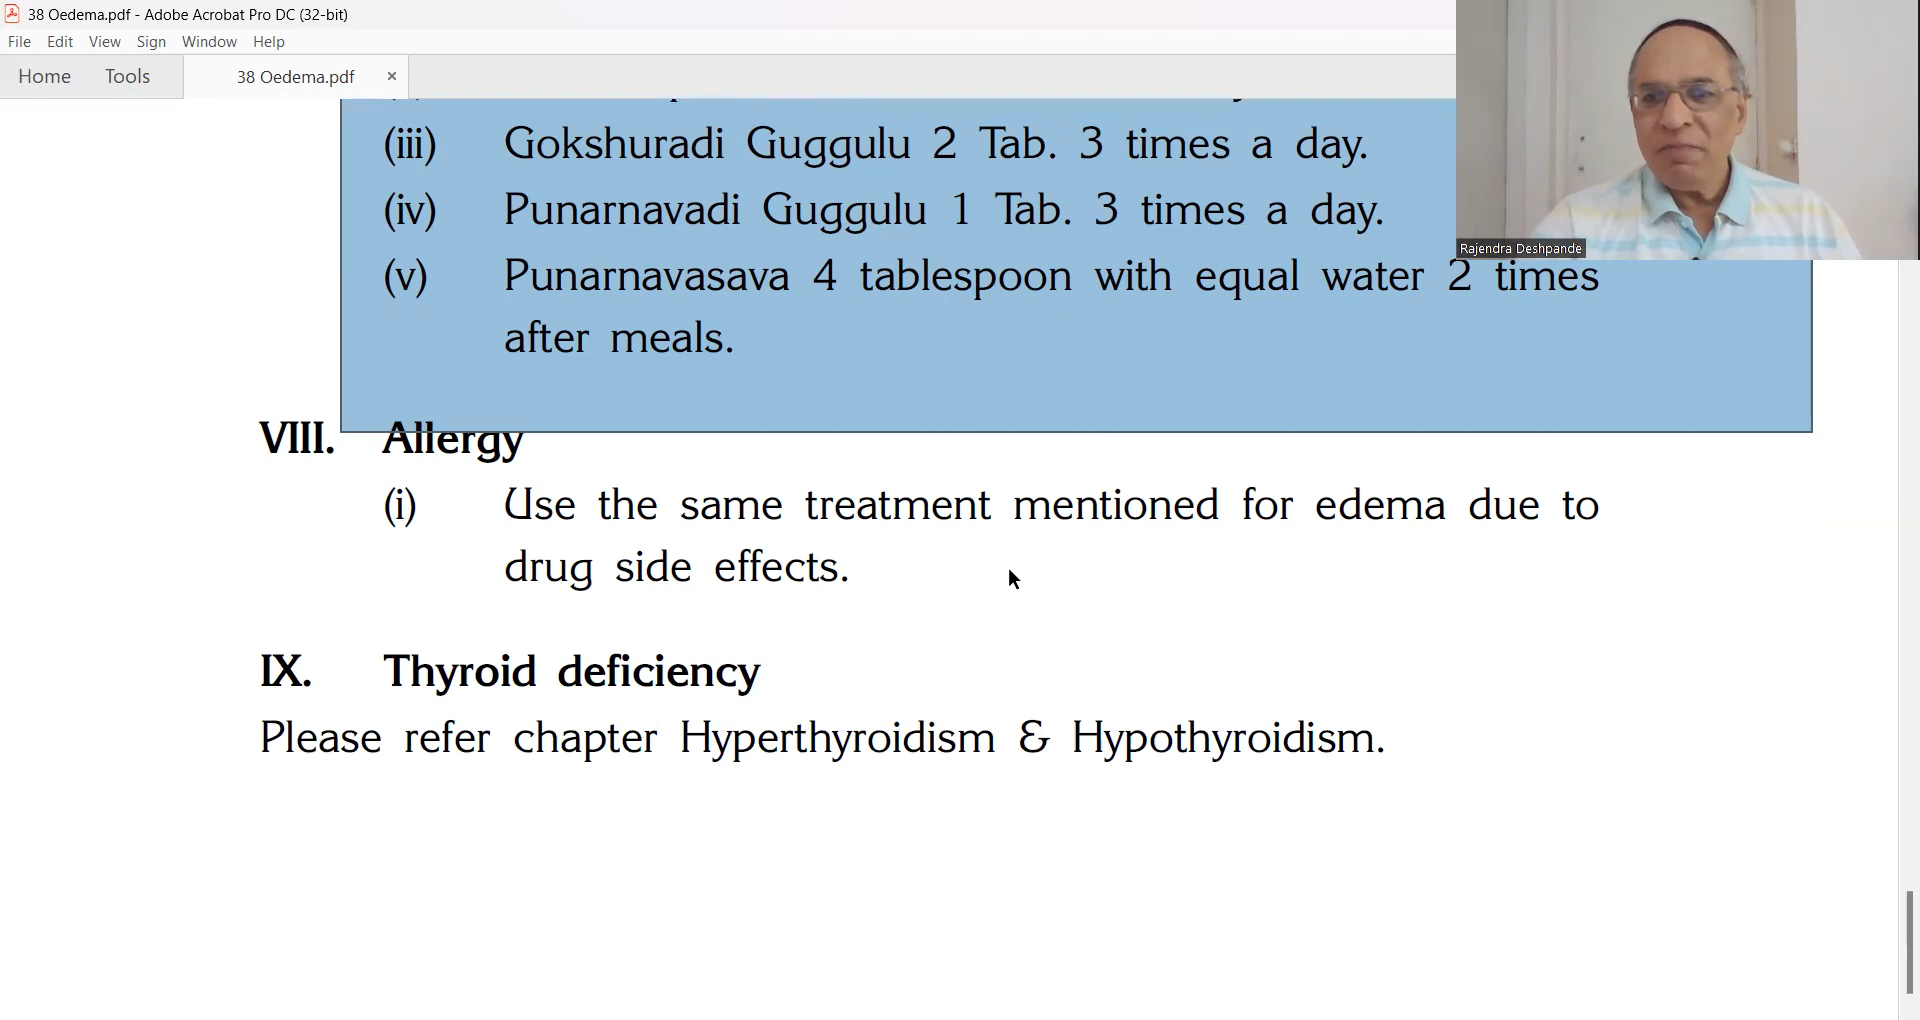 38 Oedema.pdf - Adobe Acrobat Pro DC (32-bit)
File Edit View Sign Window Help
Home Tools 38 Oedema.pdf ×
(iii) Gokshuradi Guggulu 2 Tab. 3 times a day.
(iv) Punarnavadi Guggulu 1 Tab. 3 times a day.
Rajendra Deshpande
(v) Punarnavasava 4 tablespoon with equal water 2 times
after meals.
VIII. Allergy
(i) Use the same treatment mentioned for edema due to
drug side effects.
IX. Thyroid deficiency
Please refer chapter Hyperthyroidism & Hypothyroidism.